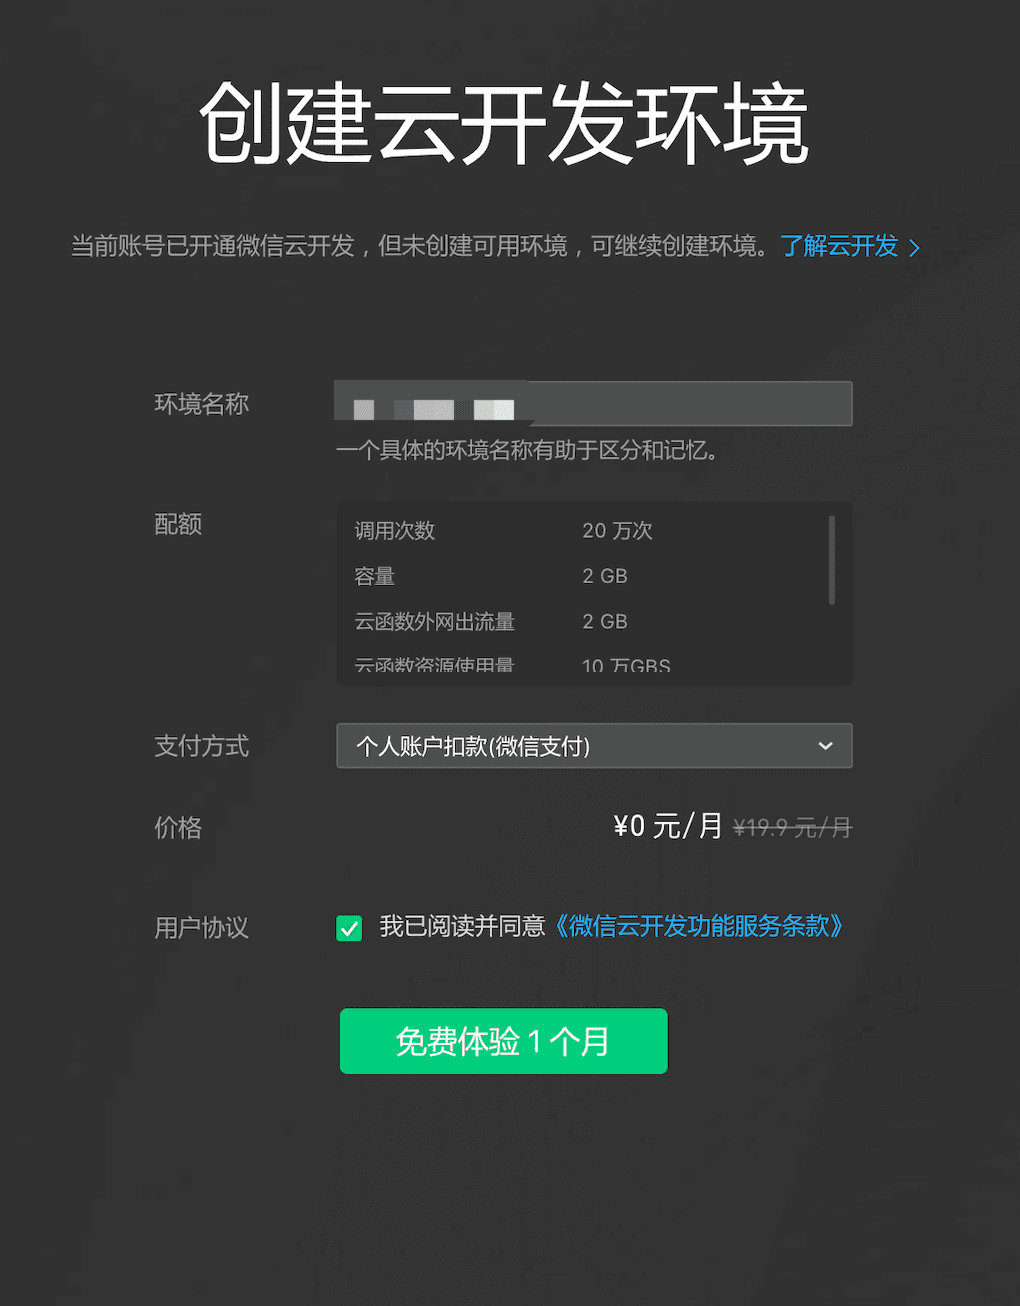 创建云开发环境
当前账号已开通微信云开发，但未创建可用环境，可继续创建环境。了解云开发 >
环境名称
一个具体的环境名称有助于区分和记忆。
配额
调用次数 20 万次
容量 2 GB
云函数外网出流量 2 GB
云函数资源使用量 10 万GBS
支付方式 个人账户扣款(微信支付)
价格 ¥0 元/月 ¥19.9 元/月
用户协议 我已阅读并同意《微信云开发功能服务条款》
免费体验 1 个月